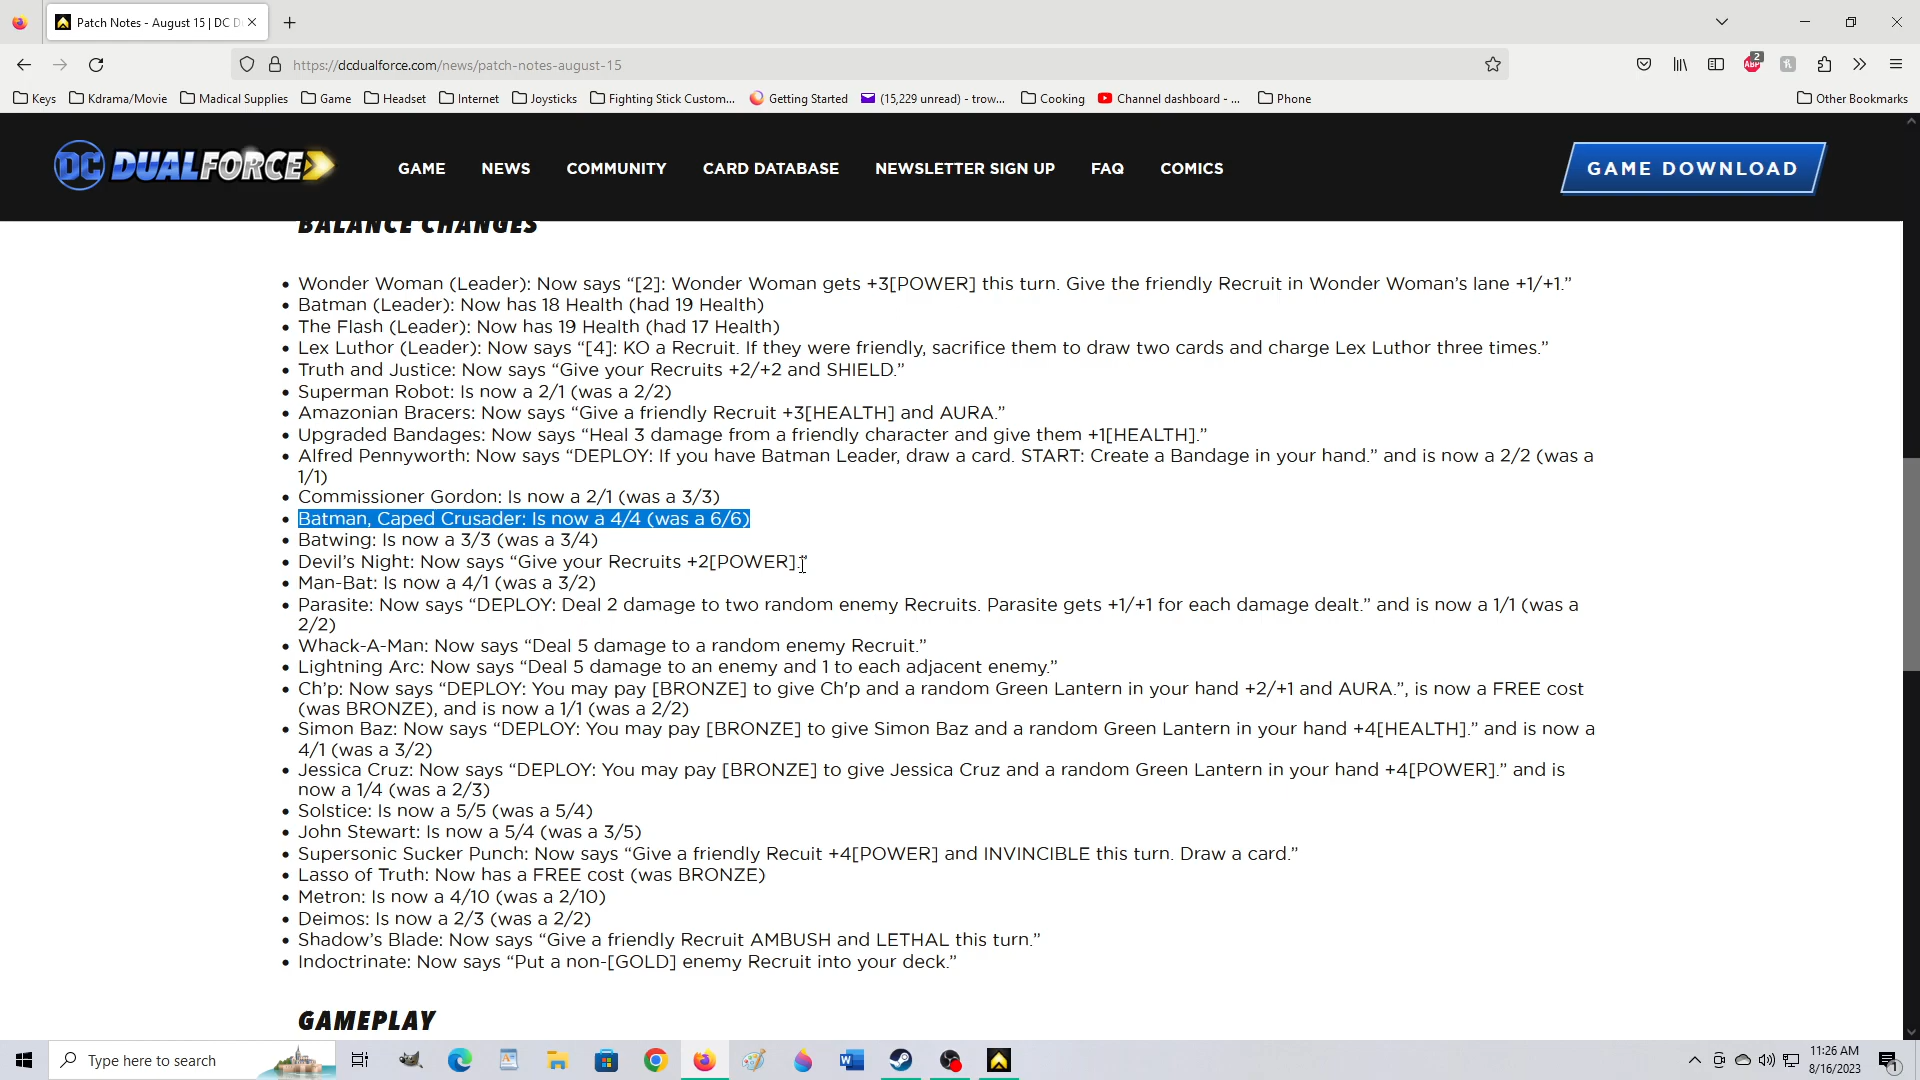 Patch Notes - August 15 | DC D
https://dcdualforce.com/news/patch-notes-august-15
2
Keys
Kdrama/Movie
Madical Supplies
Game
Headset
Internet
Joysticks
Fighting Stick Custom...
Getting Started
(15,229 unread) - trow...
Cooking
Channel dashboard - ...
Phone
Other Bookmarks
DC DUALFORCE
GAME
NEWS
COMMUNITY
CARD DATABASE
NEWSLETTER SIGN UP
FAQ
COMICS
GAME DOWNLOAD
BALANCE CHANGES
• Wonder Woman (Leader): Now says “[2]: Wonder Woman gets +3[POWER] this turn. Give the friendly Recruit in Wonder Woman’s lane +1/+1.”
• Batman (Leader): Now has 18 Health (had 19 Health)
• The Flash (Leader): Now has 19 Health (had 17 Health)
• Lex Luthor (Leader): Now says “[4]: KO a Recruit. If they were friendly, sacrifice them to draw two cards and charge Lex Luthor three times.”
• Truth and Justice: Now says “Give your Recruits +2/+2 and SHIELD.”
• Superman Robot: Is now a 2/1 (was a 2/2)
• Amazonian Bracers: Now says “Give a friendly Recruit +3[HEALTH] and AURA.”
• Upgraded Bandages: Now says “Heal 3 damage from a friendly character and give them +1[HEALTH].”
• Alfred Pennyworth: Now says “DEPLOY: If you have Batman Leader, draw a card. START: Create a Bandage in your hand.” and is now a 2/2 (was a
1/1)
• Commissioner Gordon: Is now a 2/1 (was a 3/3)
• Batman, Caped Crusader: Is now a 4/4 (was a 6/6)
• Batwing: Is now a 3/3 (was a 3/4)
• Devil’s Night: Now says “Give your Recruits +2[POWER].”
• Man-Bat: Is now a 4/1 (was a 3/2)
• Parasite: Now says “DEPLOY: Deal 2 damage to two random enemy Recruits. Parasite gets +1/+1 for each damage dealt.” and is now a 1/1 (was a
2/2)
• Whack-A-Man: Now says “Deal 5 damage to a random enemy Recruit.”
• Lightning Arc: Now says “Deal 5 damage to an enemy and 1 to each adjacent enemy.”
• Ch’p: Now says “DEPLOY: You may pay [BRONZE] to give Ch'p and a random Green Lantern in your hand +2/+1 and AURA.”, is now a FREE cost
(was BRONZE), and is now a 1/1 (was a 2/2)
• Simon Baz: Now says “DEPLOY: You may pay [BRONZE] to give Simon Baz and a random Green Lantern in your hand +4[HEALTH].” and is now a
4/1 (was a 3/2)
• Jessica Cruz: Now says “DEPLOY: You may pay [BRONZE] to give Jessica Cruz and a random Green Lantern in your hand +4[POWER].” and is
now a 1/4 (was a 2/3)
• Solstice: Is now a 5/5 (was a 5/4)
• John Stewart: Is now a 5/4 (was a 3/5)
• Supersonic Sucker Punch: Now says “Give a friendly Recuit +4[POWER] and INVINCIBLE this turn. Draw a card.”
• Lasso of Truth: Now has a FREE cost (was BRONZE)
• Metron: Is now a 4/10 (was a 2/10)
• Deimos: Is now a 2/3 (was a 2/2)
• Shadow’s Blade: Now says “Give a friendly Recruit AMBUSH and LETHAL this turn.”
• Indoctrinate: Now says “Put a non-[GOLD] enemy Recruit into your deck.”
GAMEPLAY
Type here to search
11:26 AM
8/16/2023
1